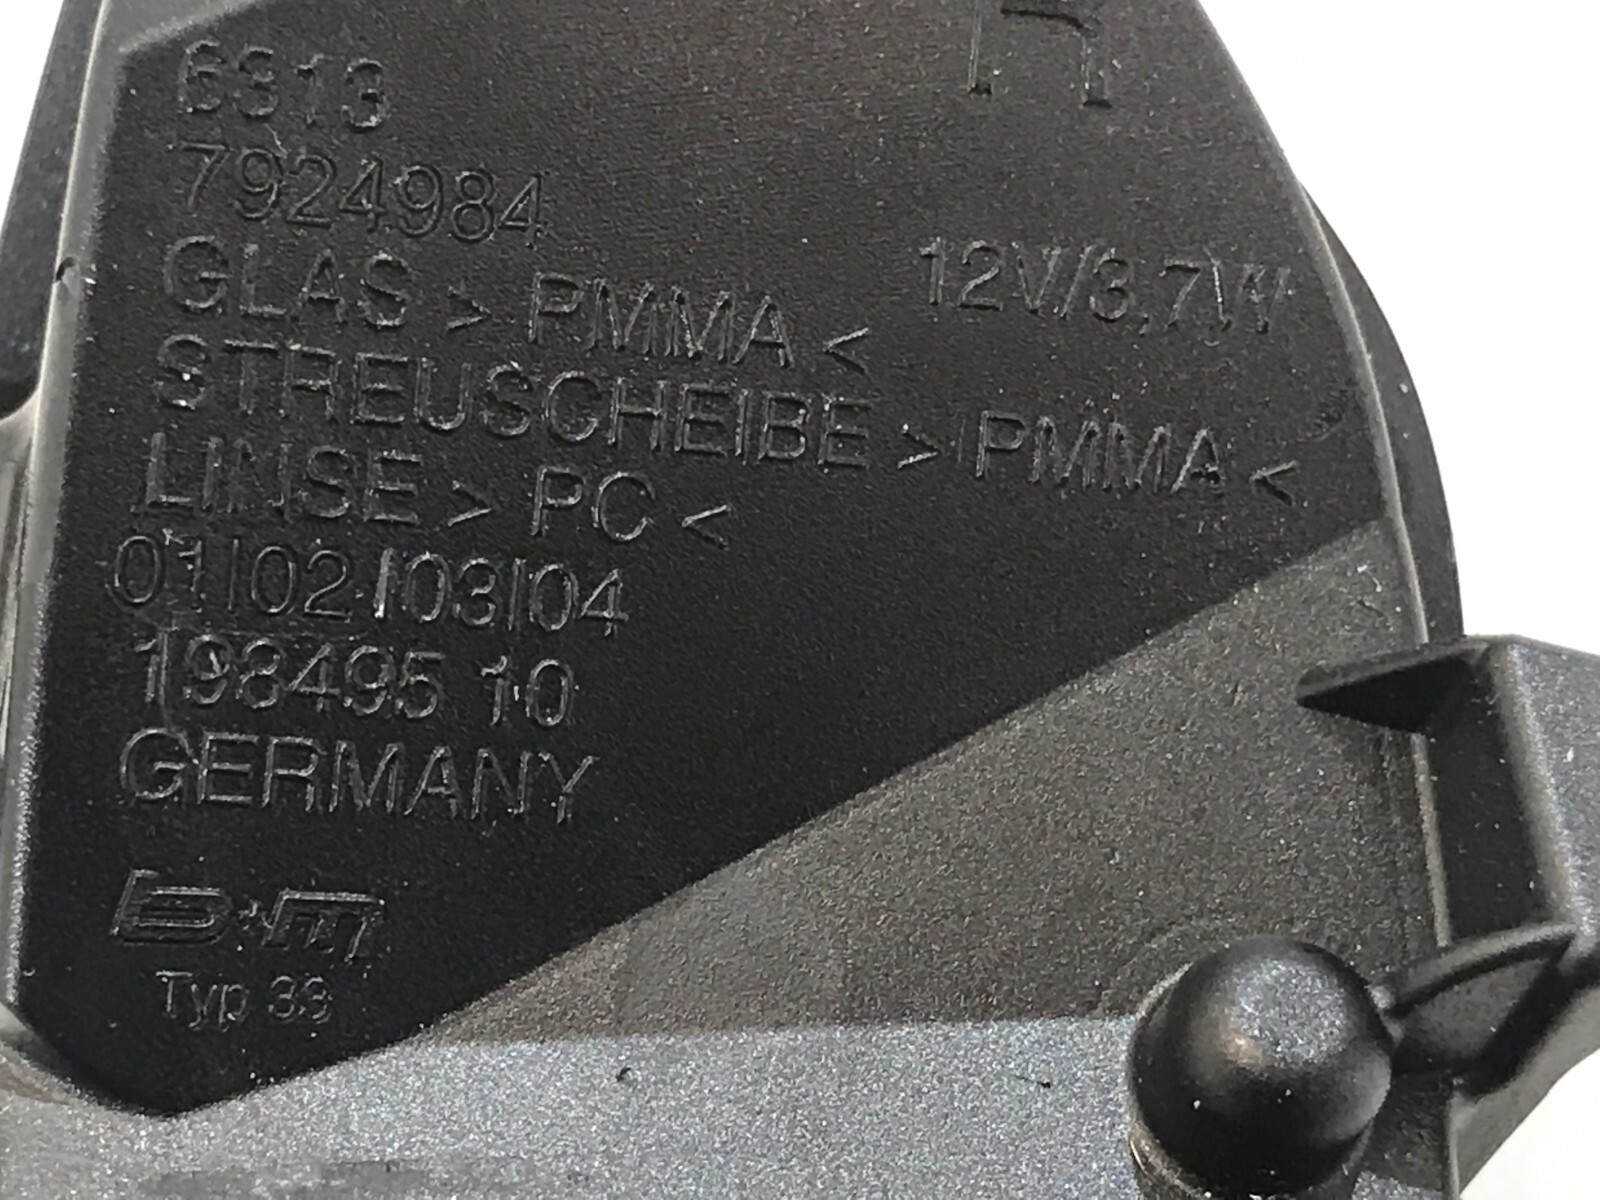 6313
7924984
GLAS > PMMA <
12V/3,7W
STREUSCHEIBE > PMMA <
LINSE > PC <
01/02/03/04
198495 10
GERMANY
b+m
Typ 33